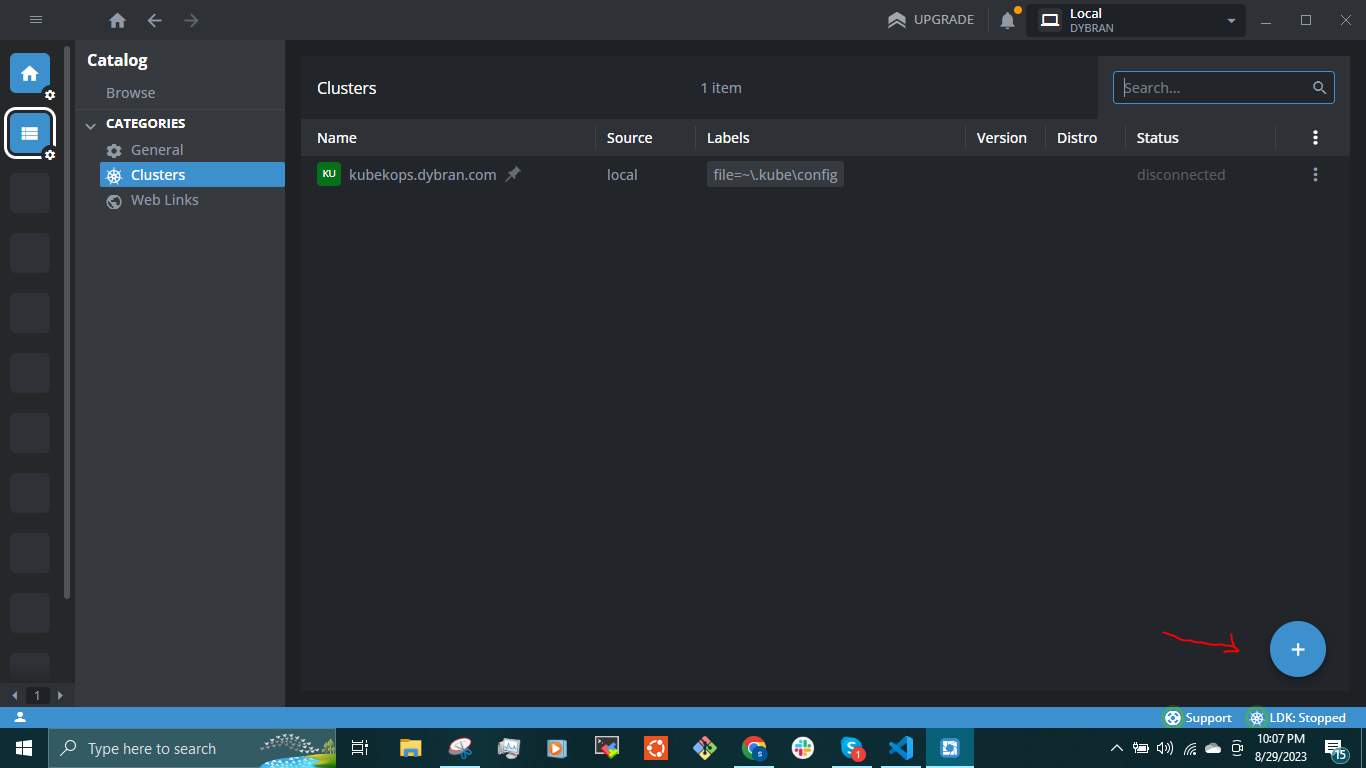 UPGRADE
Local
DYBRAN
Catalog
Browse
CATEGORIES
General
Clusters
Web Links
Clusters
1 item
Search...
Name Source Labels Version Distro Status
KU kubekops.dybran.com local file=~\.kube\config disconnected
1
Support LDK: Stopped
Type here to search
S
1
10:07 PM
8/29/2023
15